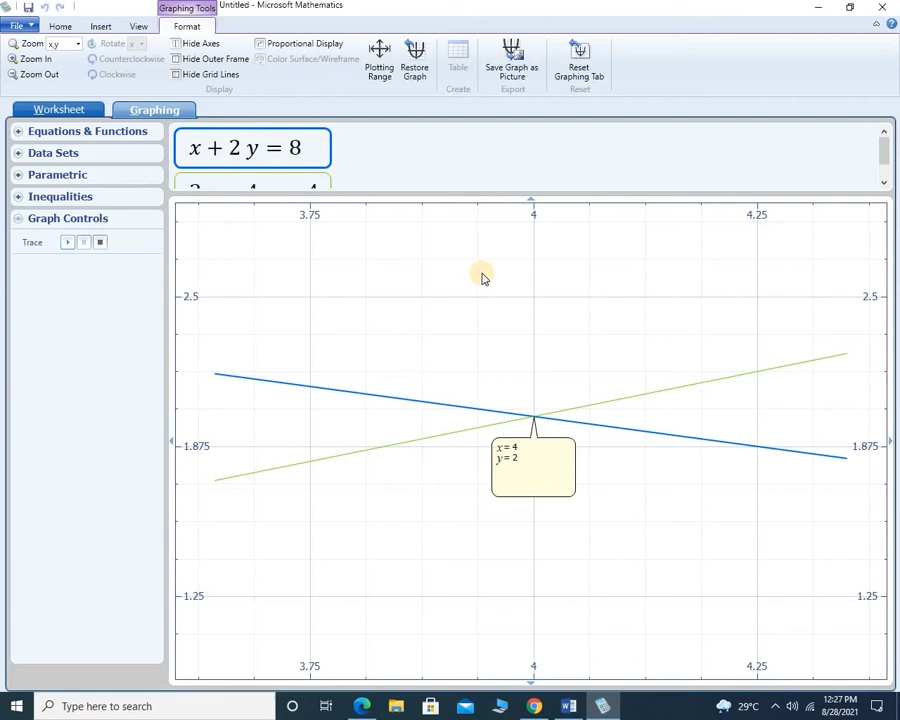 Graphing Tools
Untitled - Microsoft Mathematics
File
Home
Insert
View
Format
Zoom x,y
Zoom In
Zoom Out
Rotate x
Counterclockwise
Clockwise
Hide Axes
Hide Outer Frame
Hide Grid Lines
Proportional Display
Color Surface/Wireframe
Display
Plotting
Range
Restore
Graph
Table
Create
Save Graph as
Picture
Export
Reset
Graphing Tab
Reset
Worksheet
Graphing
Equations & Functions
Data Sets
Parametric
Inequalities
Graph Controls
Trace
x + 2 y = 8
3.75 4 4.25
2.5 2.5
1.875 1.875
x = 4
y = 2
1.25 1.25
3.75 4 4.25
Type here to search
29°C
12:27 PM
8/28/2021